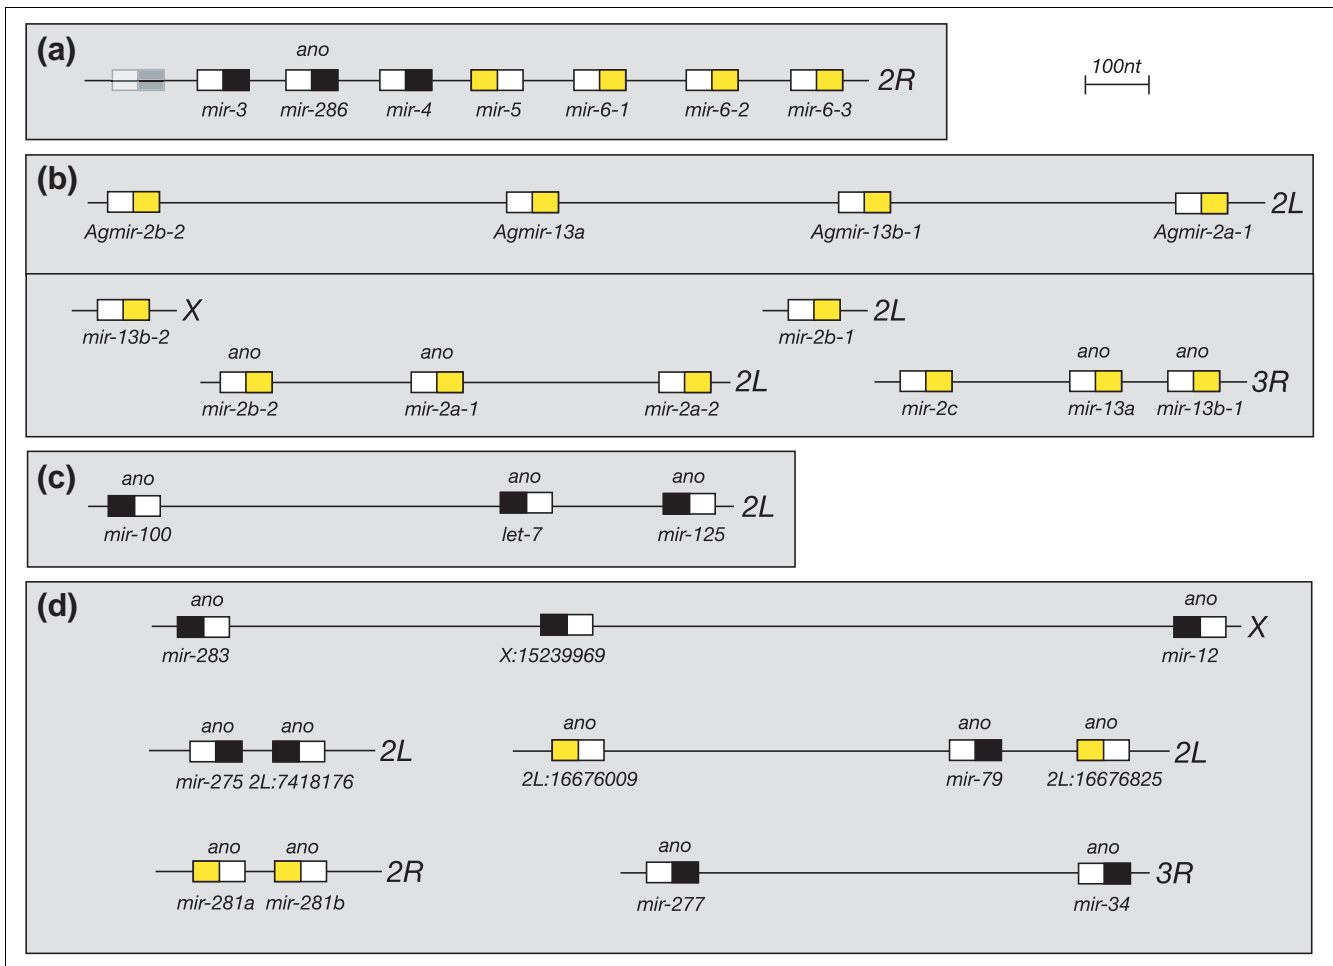 (a)
ano
2R
100nt
mir-3 mir-286 mir-4 mir-5 mir-6-1 mir-6-2 mir-6-3
(b)
2L
Agmir-2b-2 Agmir-13a Agmir-13b-1 Agmir-2a-1
X 2L
mir-13b-2 mir-2b-1
ano ano ano ano
2L 3R
mir-2b-2 mir-2a-1 mir-2a-2 mir-2c mir-13a mir-13b-1
(c)
ano ano ano
2L
mir-100 let-7 mir-125
(d)
ano ano
X
mir-283 X:15239969 mir-12
ano ano ano ano ano
2L 2L
mir-275 2L:7418176 2L:16676009 mir-79 2L:16676825
ano ano ano ano
2R 3R
mir-281a mir-281b mir-277 mir-34